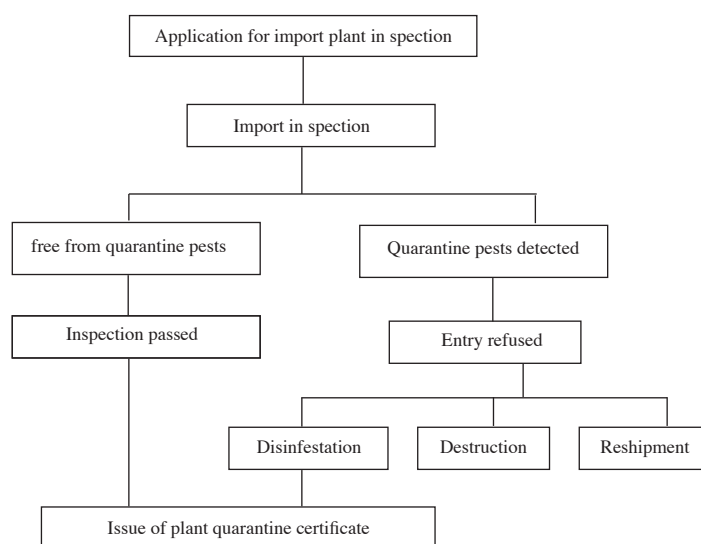 Application for import plant in spection
Import in spection
free from quarantine pests
Quarantine pests detected
Inspection passed
Entry refused
Disinfestation
Destruction
Reshipment
Issue of plant quarantine certificate